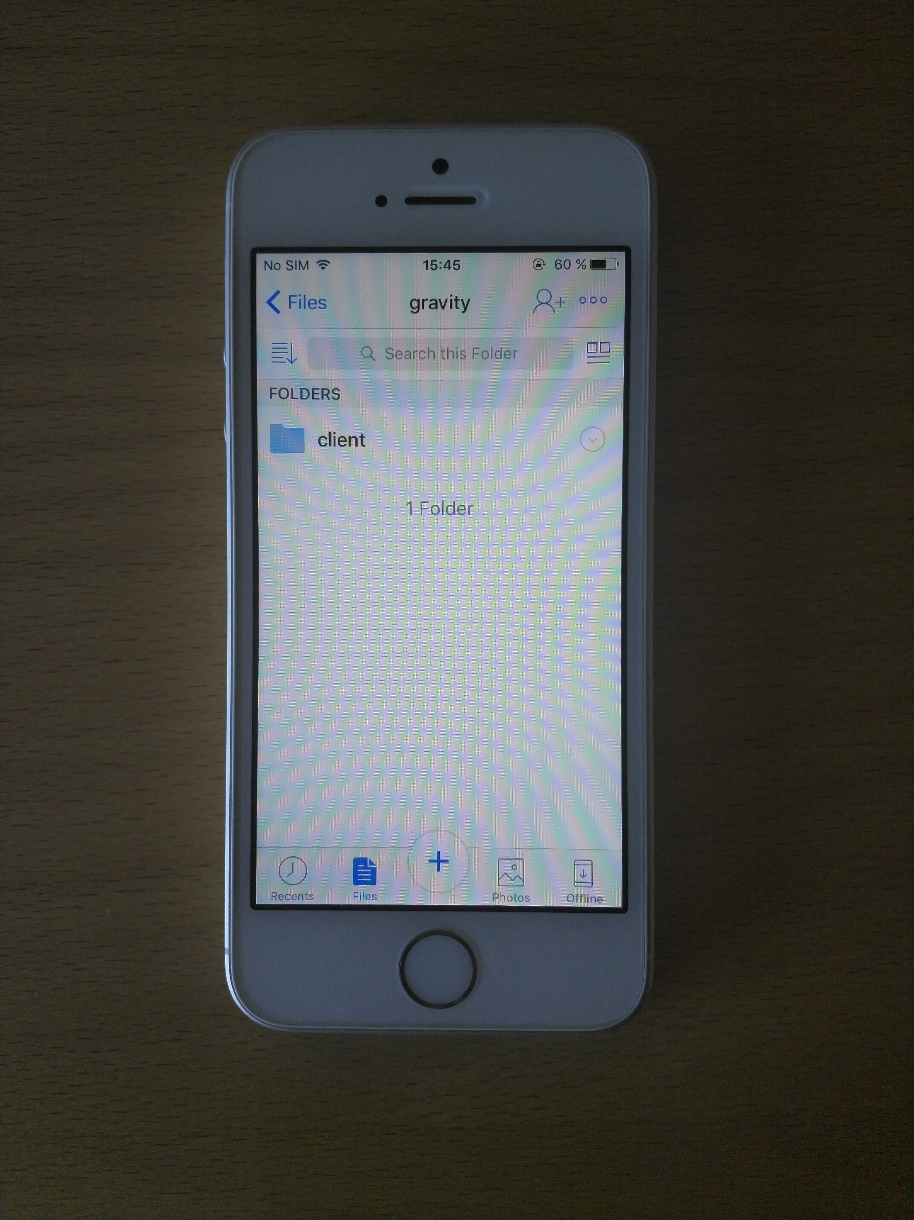 No SIM 15:45 60 %
Files gravity
Search this Folder
FOLDERS
client
1 Folder
Recents Files Photos Offline